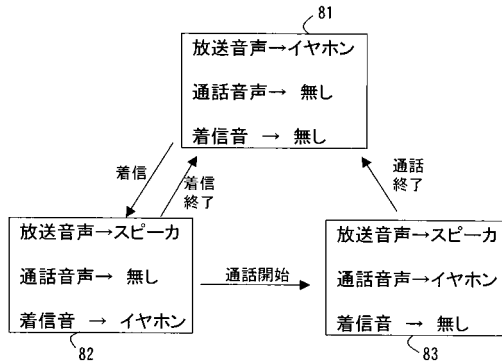 81
放送音声→イヤホン
通話音声→ 無し
着信音 → 無し
着信
着信
終了
通話
終了
放送音声→スピーカ
通話音声→ 無し
着信音 → イヤホン
82
通話開始
放送音声→スピーカ
通話音声→イヤホン
着信音 → 無し
83